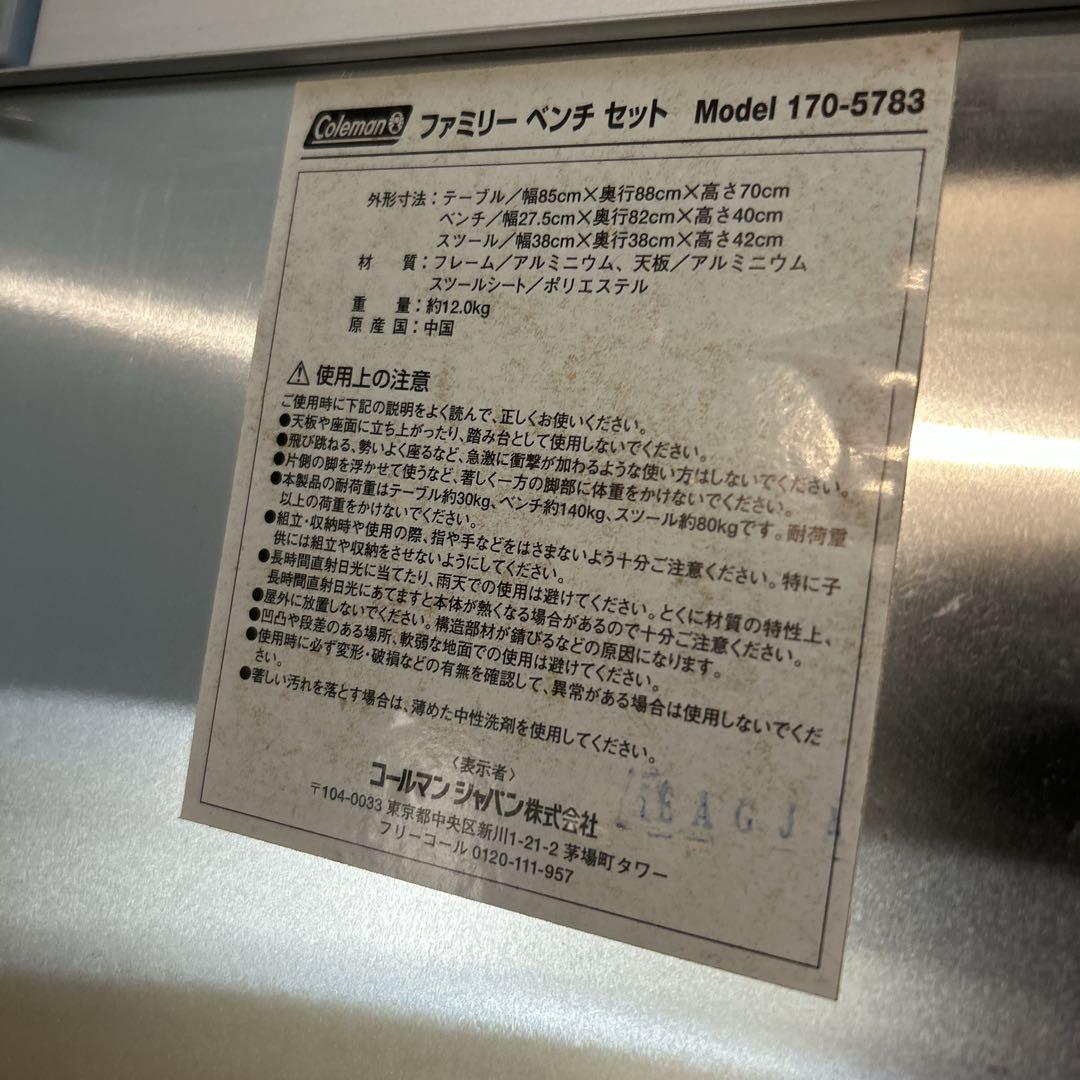 Coleman ファミリー ベンチ セット Model 170-5783
外形寸法：テーブル／幅85cm×奥行88cm×高さ70cm
ベンチ／幅27.5cm×奥行82cm×高さ40cm
スツール／幅38cm×奥行38cm×高さ42cm
材 質：フレーム／アルミニウム、天板／アルミニウム
スツールシート／ポリエステル
重 量：約12.0kg
原 産 国：中国
⚠ 使用上の注意
ご使用時に下記の説明をよく読んで、正しくお使いください。
●天板や座面に立ち上がったり、踏み台として使用しないでください。
●飛び跳ねる、勢いよく座るなど、急激に衝撃が加わるような使い方はしないでください。
●片側の脚を浮かせて使うなど、著しく一方の脚部に体重をかけないでください。
●本製品の耐荷重はテーブル約30kg、ベンチ約140kg、スツール約80kgです。耐荷重
以上の荷重をかけないでください。
●組立・収納時や使用の際、指や手などをはさまないよう十分ご注意ください。特に子
供には組立や収納をさせないようにしてください。
●長時間直射日光に当てたり、雨天での使用は避けてください。とくに材質の特性上、
長時間直射日光にあてますと本体が熱くなる場合があるので十分ご注意ください。
●屋外に放置しないでください。構造部材が錆びるなどの原因になります。
●凹凸や段差のある場所、軟弱な地面での使用は避けてください。
●使用時に必ず変形・破損などの有無を確認して、異常がある場合は使用しないでくだ
さい。
●著しい汚れを落とす場合は、薄めた中性洗剤を使用してください。
〈表示者〉
コールマン ジャパン株式会社
〒104-0033 東京都中央区新川1-21-2 茅場町タワー
フリーコール 0120-111-957
E A G J